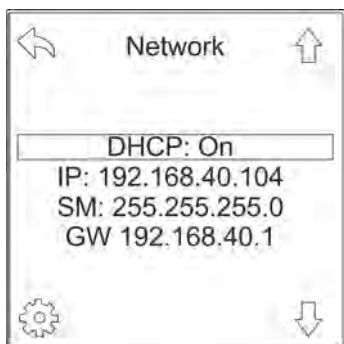 Network
DHCP: On
IP: 192.168.40.104
SM: 255.255.255.0
GW 192.168.40.1